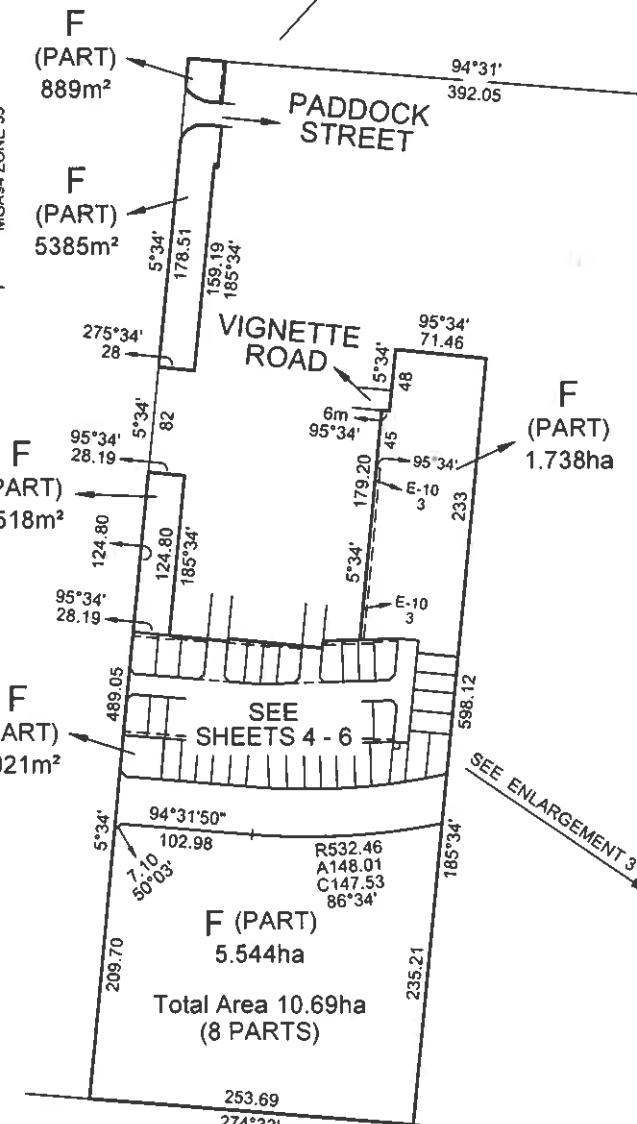 F
(PART)
889m²
94°31'
392.05
PADDOCK
STREET
F
(PART)
5385m²
5°34'
178.51
159.19
185°34'
275°34'
28
VIGNETTE
ROAD
95°34'
71.46
5°34'
48
6m
95°34'
45
F
(PART)
1.738ha
5°34'
82
95°34'
28.19
179.20
95°34'
E-10
3
233
F
124.80
124.80
185°34'
5°34'
95°34'
28.19
E-10
3
489.05
598.12
SEE
SHEETS 4 - 6
F
SEE ENLARGEMENT 3
5°34'
94°31'50"
102.98
R532.46
A148.01
C147.53
86°34'
185°34'
7.10
50°03'
F (PART)
5.544ha
209.70
235.21
Total Area 10.69ha
(8 PARTS)
253.69